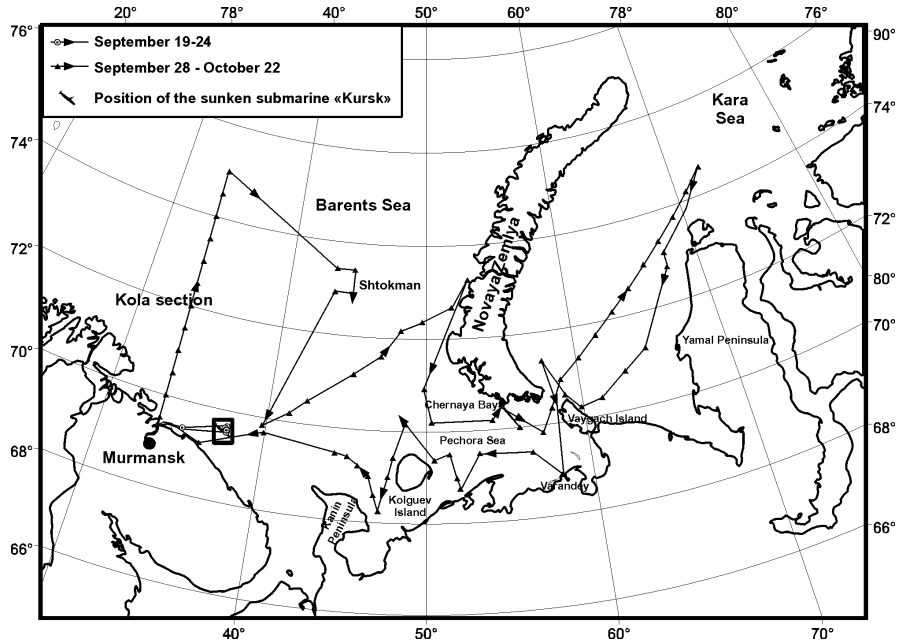 20° 78° 40° 60° 78° 80° 76°
76°
90°
September 19-24
September 28 - October 22
Position of the sunken submarine «Kursk»
Kara
Sea
74°
74°
Barents Sea
72°
72°
Novaya Zemlya
Shtokman
80°
Kola section
70°
70°
Yamal Peninsula
Chernaya Bay
Vaygach Island
68°
68°
Pechora Sea
Murmansk
Varandey
Kolguev
Island
Kanin
Peninsula
66°
66°
40° 50° 60° 70°